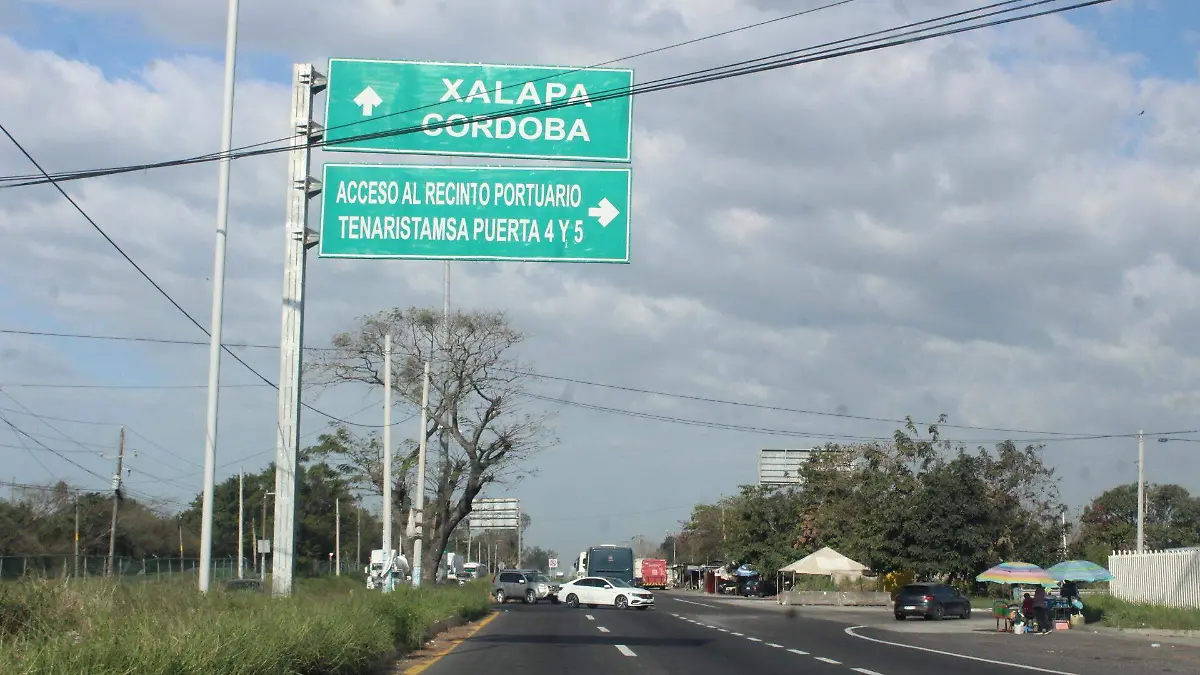 XALAPA
CORDOBA
ACCESO AL RECINTO PORTUARIO
TENARISTAMSA PUERTA 4 Y 5